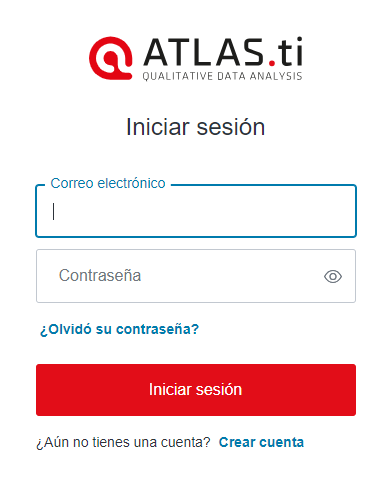 ATLAS.ti
QUALITATIVE DATA ANALYSIS
Iniciar sesión
Correo electrónico
Contraseña
¿Olvidó su contraseña?
Iniciar sesión
¿Aún no tienes una cuenta? Crear cuenta